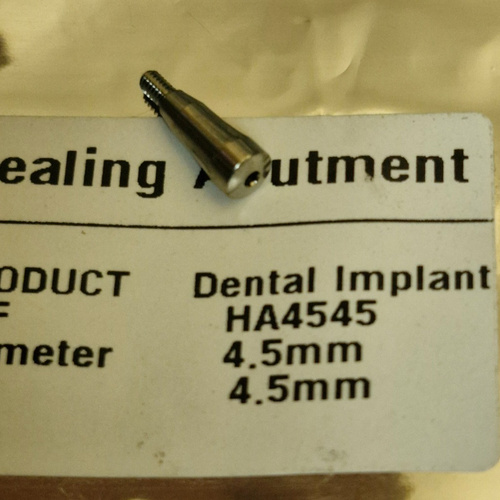 ealing A utment
ODUCT Dental Implant
F HA4545
meter 4.5mm
4.5mm